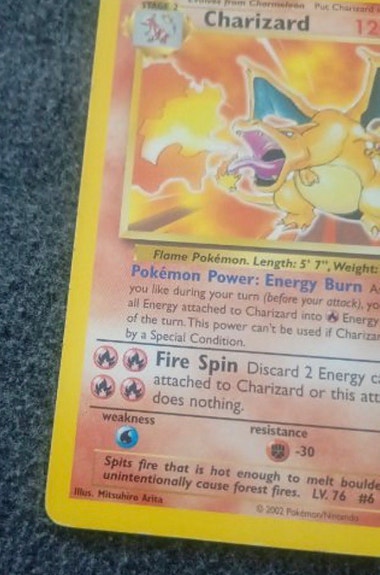 STAGE 2 Evolves from Charmeleon Put Charizard
Charizard 12
Flame Pokémon. Length: 5' 7", Weight:
Pokémon Power: Energy Burn A
you like during your turn (before your attack), yo
all Energy attached to Charizard into Energy
of the turn. This power can't be used if Chariza
by a Special Condition.
Fire Spin Discard 2 Energy c
attached to Charizard or this att
does nothing.
weakness
resistance
-30
Spits fire that is hot enough to melt boulde
unintentionally cause forest fires. LV. 76 #6
Illus. Mitsuhiro Arita
© 2002 Pokémon/Nintendo